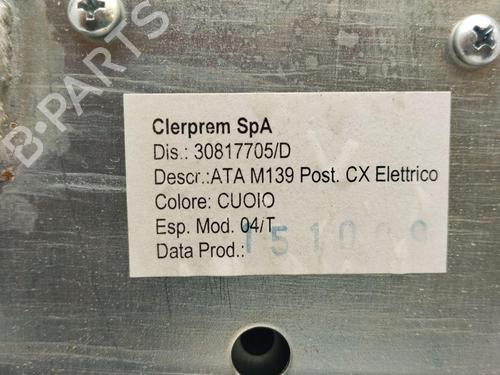 Clerprem SpA
Dis.: 30817705/D
Descr.:ATA M139 Post. CX Elettrico
Colore: CUOIO
Esp. Mod. 04/T
Data Prod.:
B-PARTS